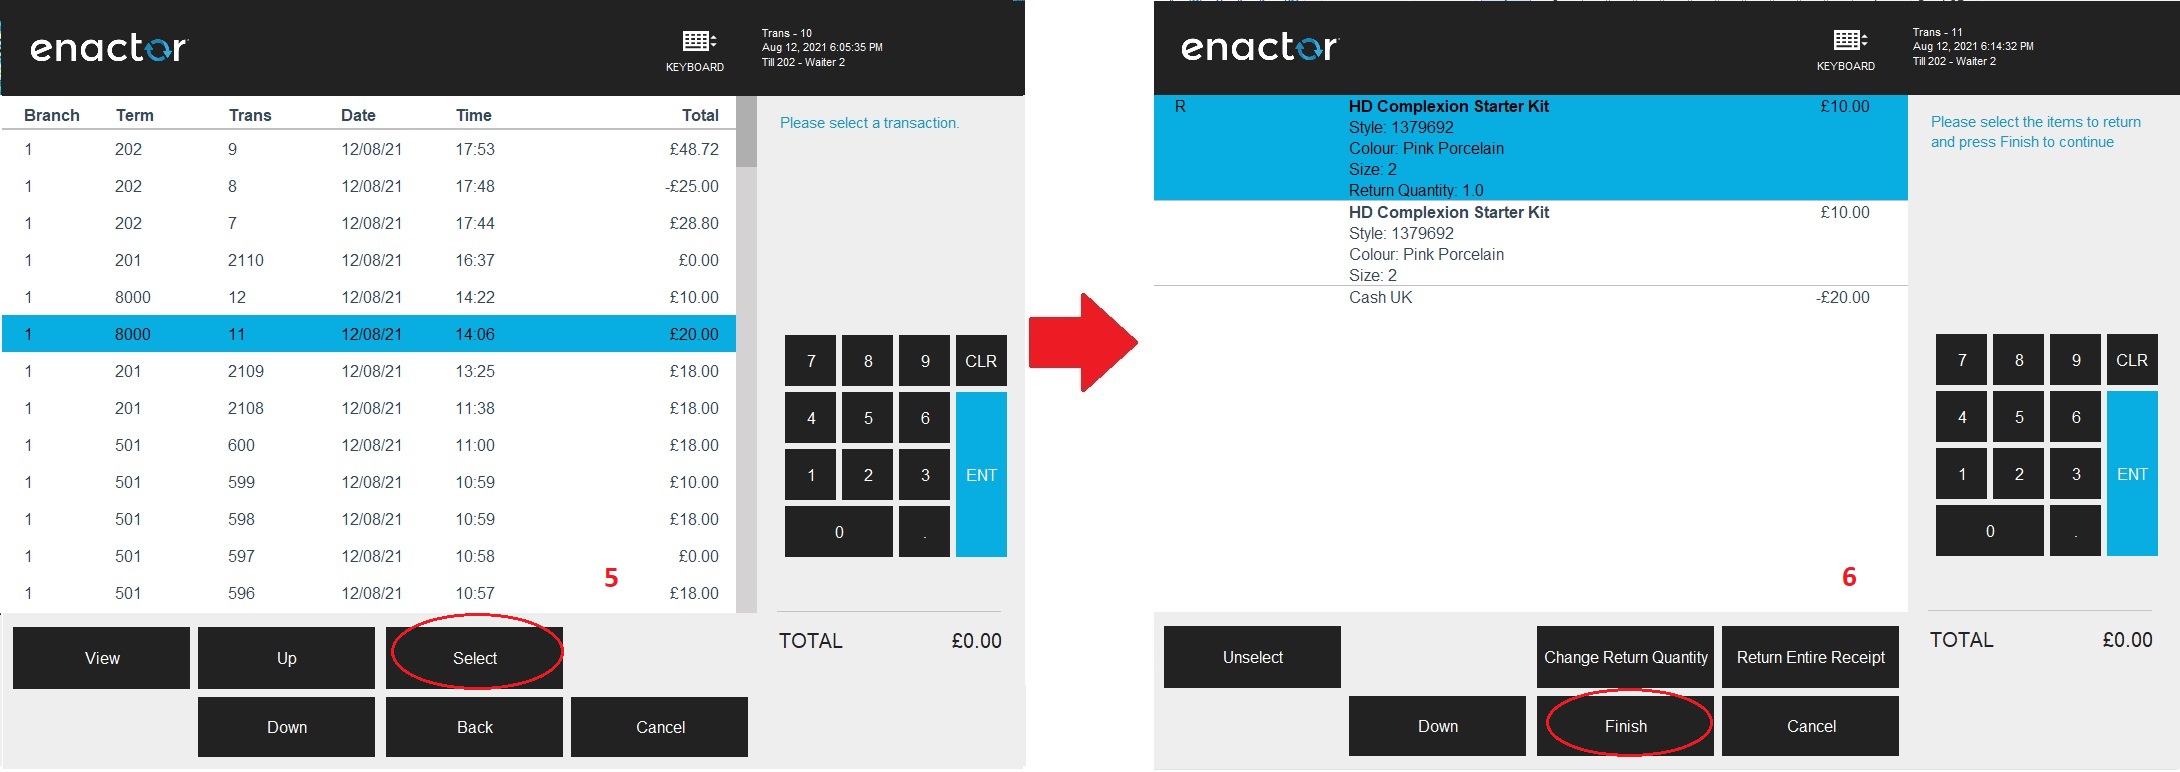 enactor
KEYBOARD
Trans - 10
Aug 12, 2021 6:05:35 PM
Till 202 - Waiter 2
Branch Term Trans Date Time Total
1 202 9 12/08/21 17:53 £48.72
1 202 8 12/08/21 17:48 -£25.00
1 202 7 12/08/21 17:44 £28.80
1 201 2110 12/08/21 16:37 £0.00
1 8000 12 12/08/21 14:22 £10.00
1 8000 11 12/08/21 14:06 £20.00
1 201 2109 12/08/21 13:25 £18.00
1 201 2108 12/08/21 11:38 £18.00
1 501 600 12/08/21 11:00 £18.00
1 501 599 12/08/21 10:59 £10.00
1 501 598 12/08/21 10:59 £18.00
1 501 597 12/08/21 10:58 £0.00
1 501 596 12/08/21 10:57 £18.00
5
Please select a transaction.
7 8 9 CLR
4 5 6
1 2 3 ENT
0 .
TOTAL £0.00
View Up Select
Down Back Cancel
enactor
KEYBOARD
Trans - 11
Aug 12, 2021 6:14:32 PM
Till 202 - Waiter 2
R HD Complexion Starter Kit £10.00
Style: 1379692
Colour: Pink Porcelain
Size: 2
Return Quantity: 1.0
HD Complexion Starter Kit £10.00
Style: 1379692
Colour: Pink Porcelain
Size: 2
Cash UK -£20.00
6
Please select the items to return
and press Finish to continue
7 8 9 CLR
4 5 6
1 2 3 ENT
0 .
TOTAL £0.00
Unselect Change Return Quantity Return Entire Receipt
Down Finish Cancel